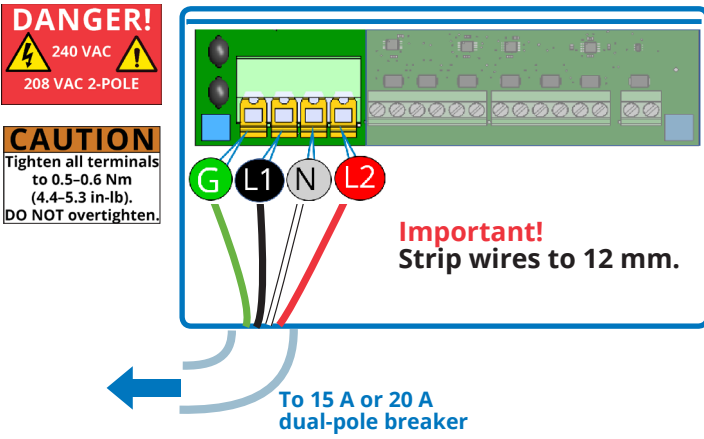 DANGER!
240 VAC
208 VAC 2-POLE
CAUTION
Tighten all terminals
to 0.5–0.6 Nm
(4.4–5.3 in-lb).
DO NOT overtighten.
G L1 N L2
Important!
Strip wires to 12 mm.
To 15 A or 20 A
dual-pole breaker